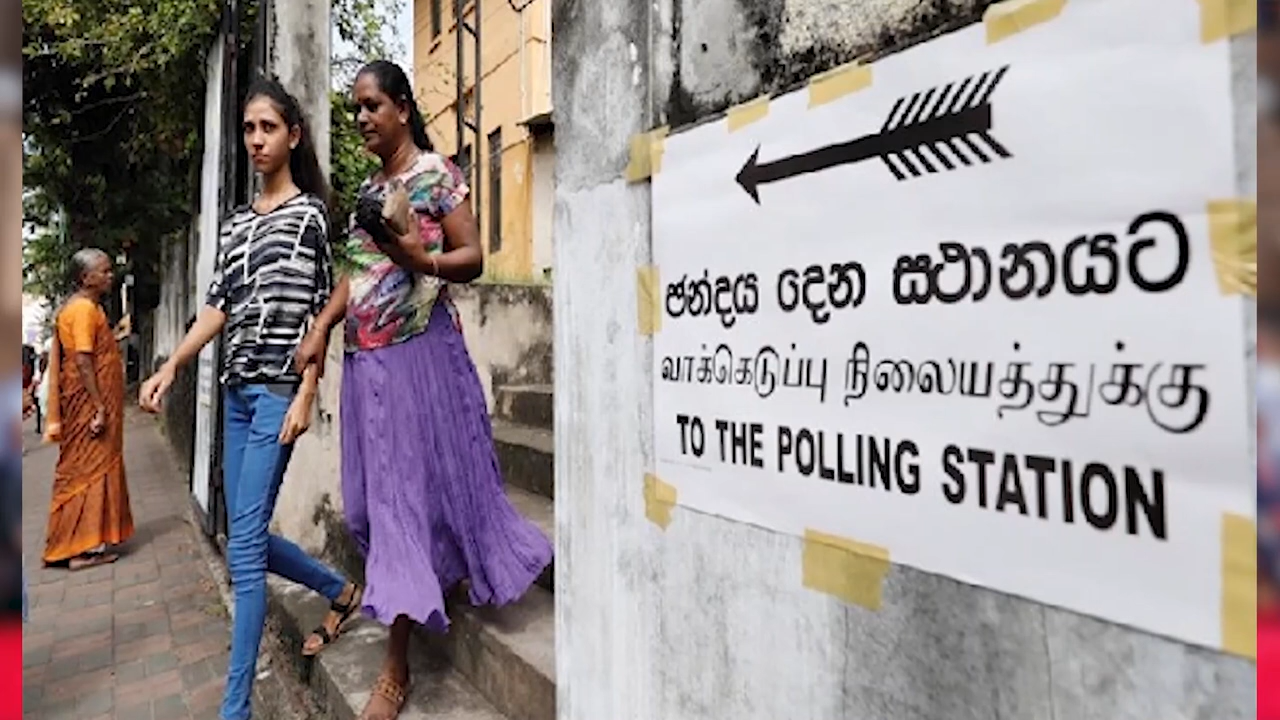 ඡන්දය දෙන ස්ථානයට
வாக்கெடுப்பு நிலையத்துக்கு
TO THE POLLING STATION